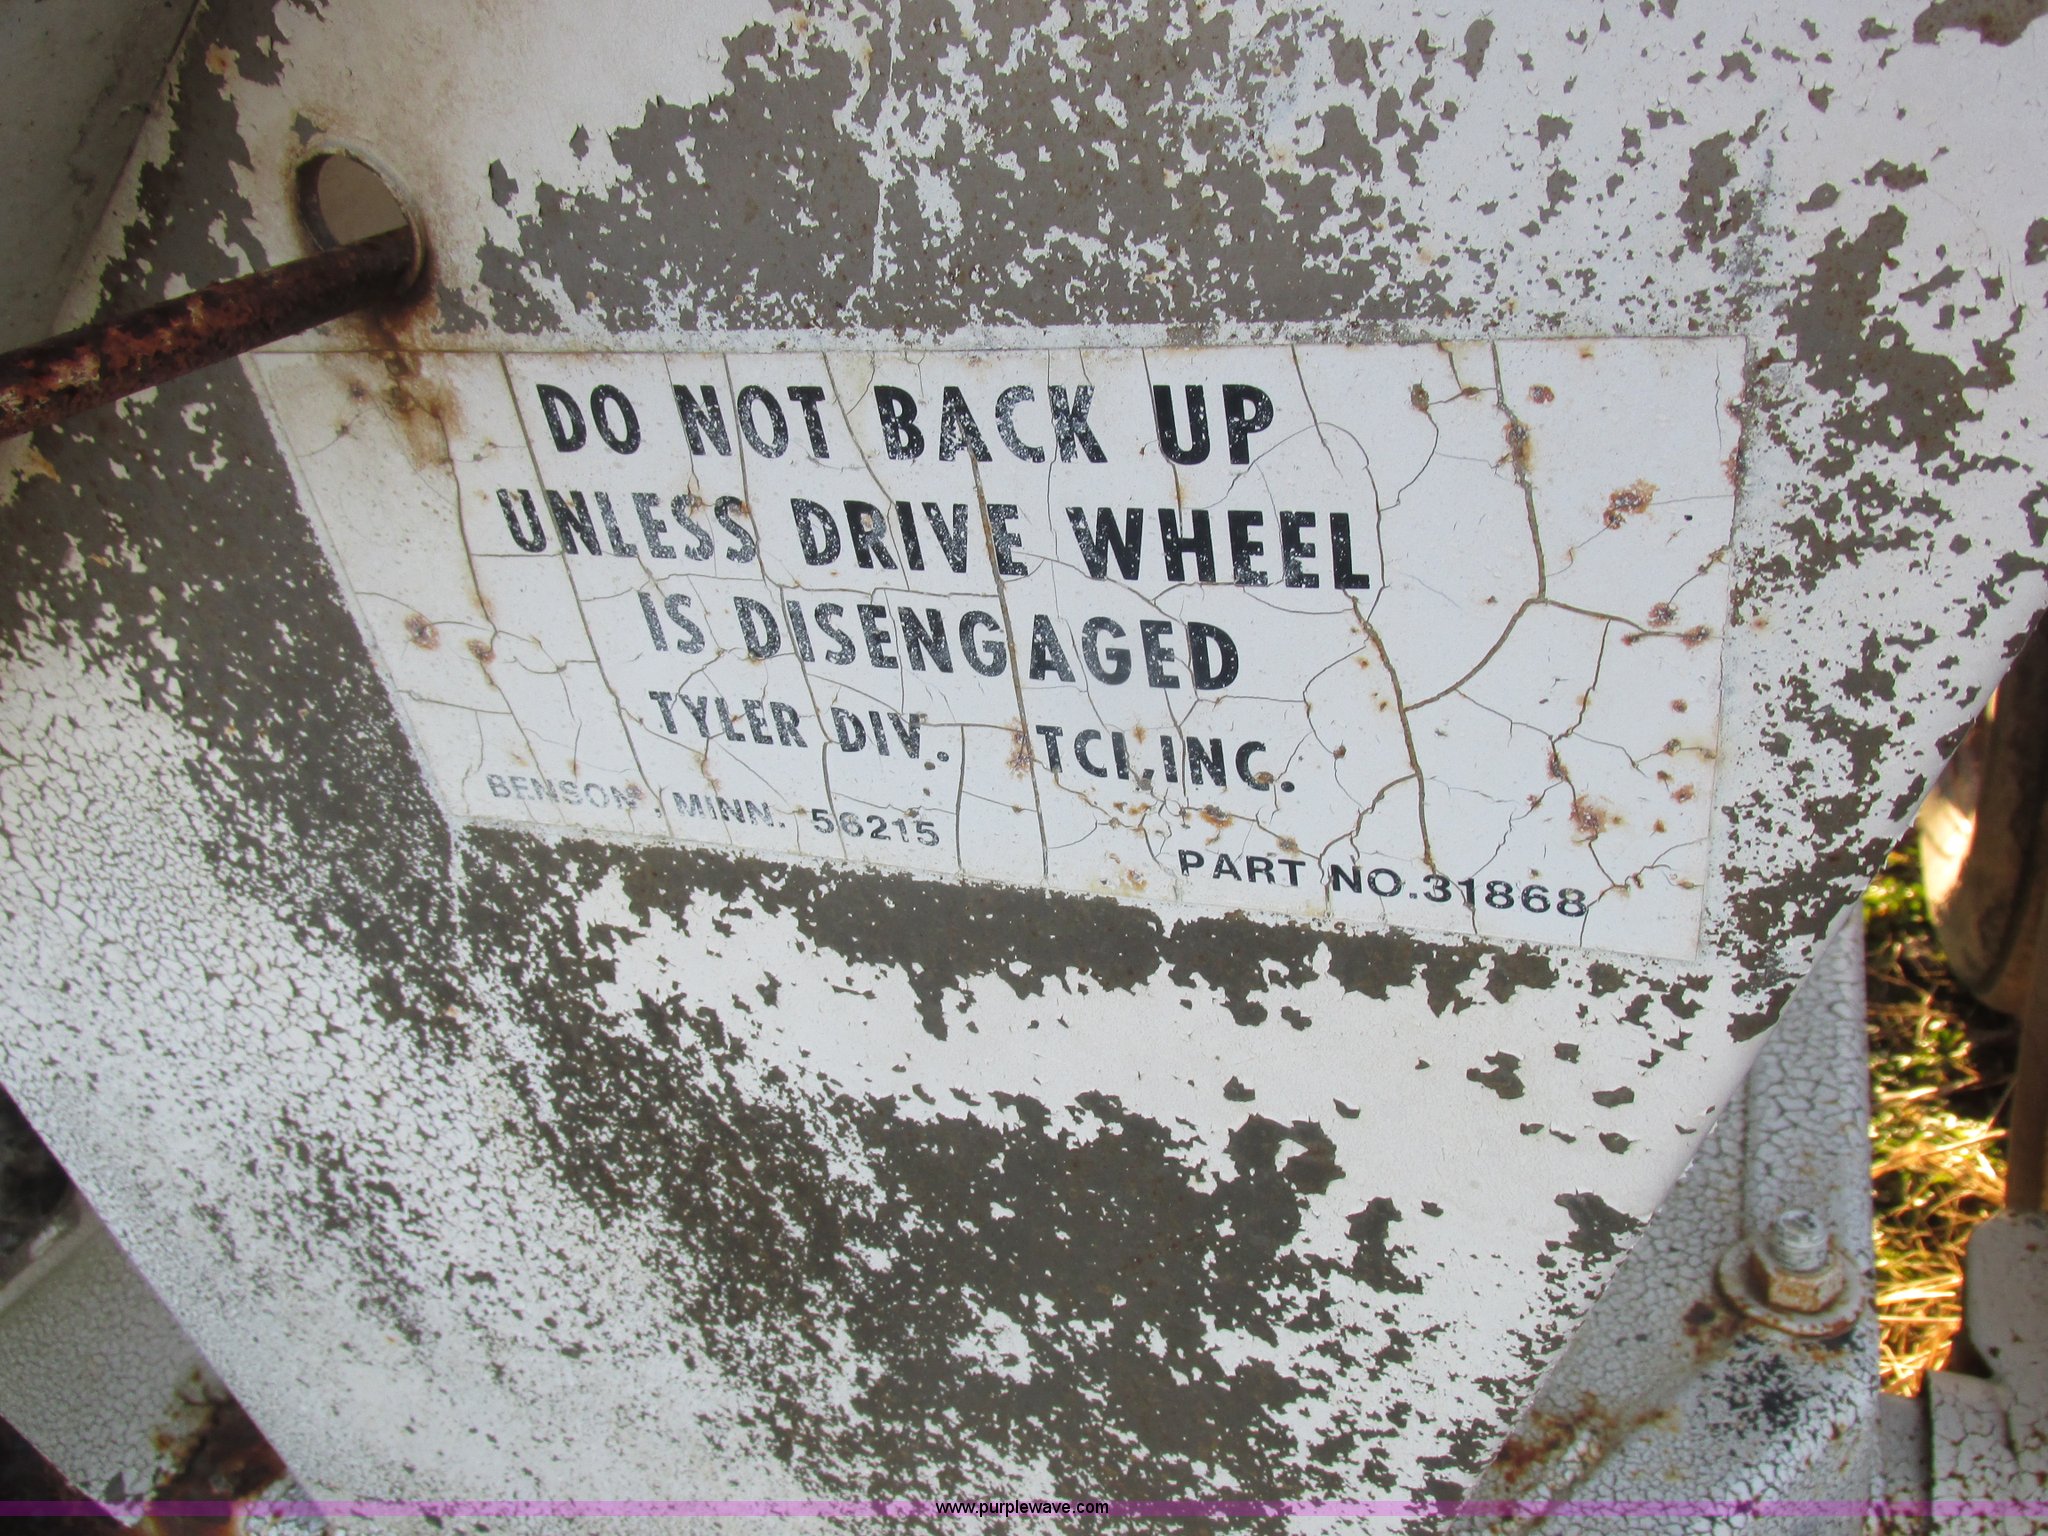 DO NOT BACK UP
UNLESS DRIVE WHEEL
IS DISENGAGED
TYLER DIV. TCI,INC.
BENSON, MINN. 56215
PART NO.31868
www.purplewave.com